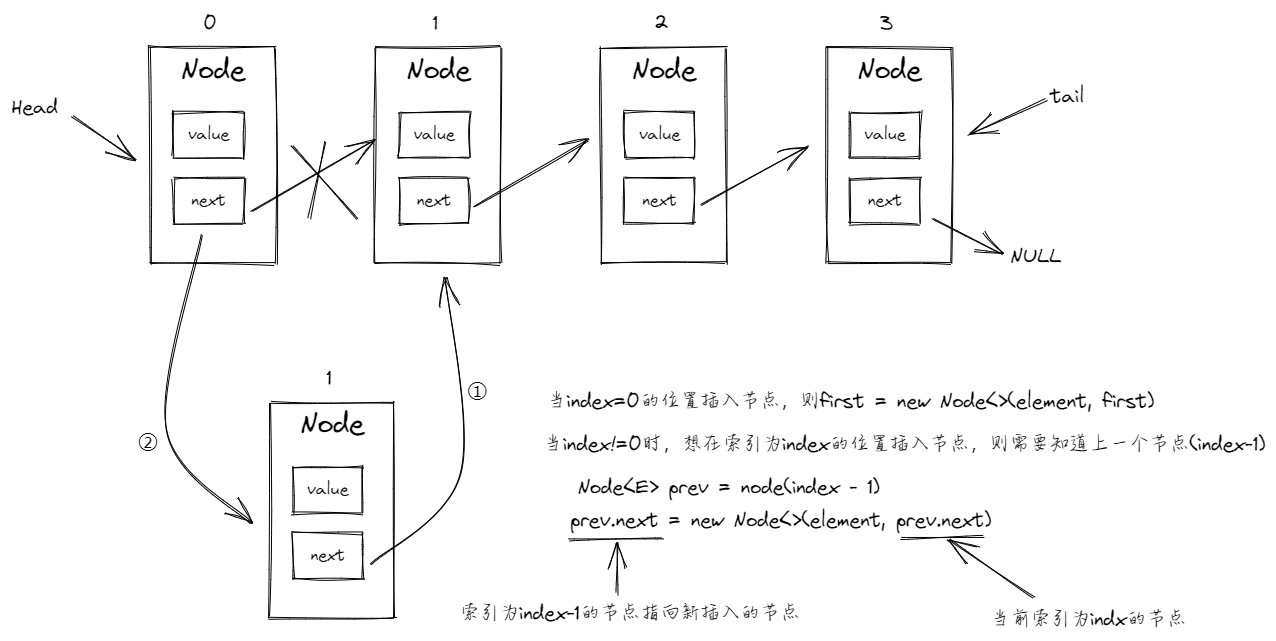 0
1
2
3
Node
Node
Node
Node
Head
tail
value
value
value
value
next
next
next
next
NULL
1
①
②
Node
value
next
当index=0的位置插入节点，则first = new Node<>(element, first)
当index!=0时，想在索引为index的位置插入节点，则需要知道上一个节点(index-1)
Node<E> prev = node(index - 1)
prev.next = new Node<>(element, prev.next)
索引为index-1的节点指向新插入的节点
当前索引为indx的节点